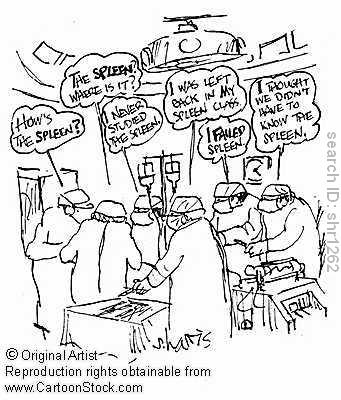 HOW'S
THE SPLEEN?
THE SPLEEN?
WHERE IS IT?
I NEVER
STUDIED
THE SPLEEN.
I WAS LEFT
BACK IN MY
SPLEEN CLASS
I FAILED
SPLEEN
I THOUGHT
WE DIDN'T
HAVE TO
KNOW THE
SPLEEN.
S.HARRIS
search ID: shr1262
© Original Artist
Reproduction rights obtainable from
www.CartoonStock.com